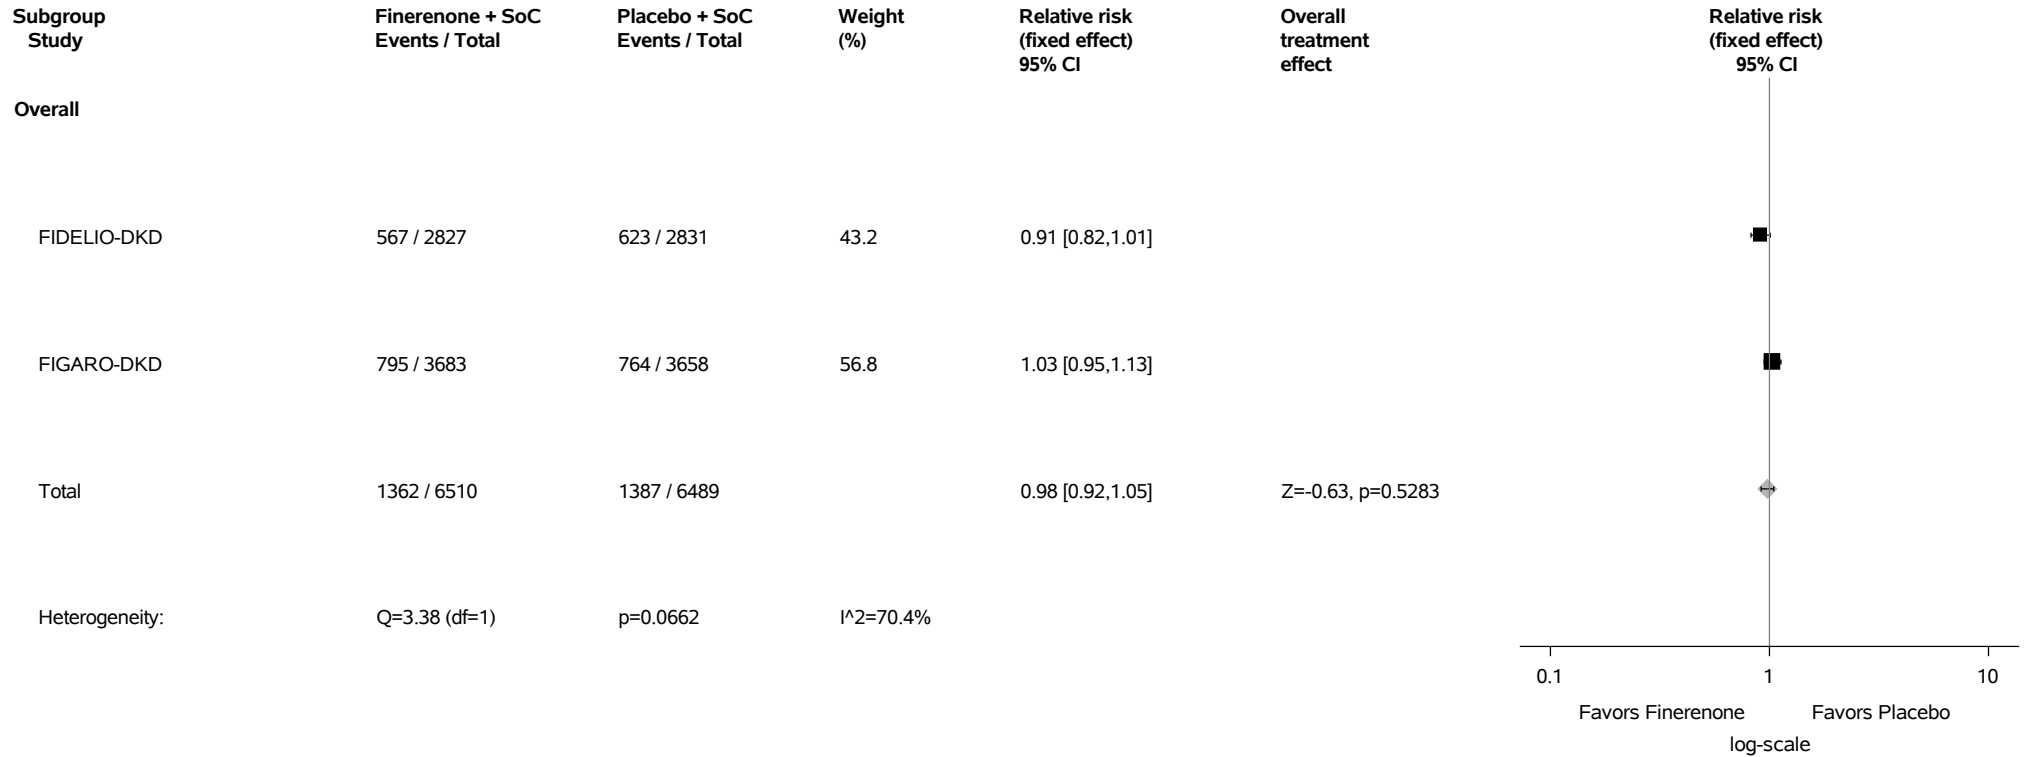 Subgroup Finerenone + SoC Placebo + SoC Weight Relative risk Overall Relative risk
Study Events / Total Events / Total (%) (fixed effect) treatment (fixed effect)
95% CI effect 95% CI
Overall
FIDELIO-DKD 567 / 2827 623 / 2831 43.2 0.91 [0.82,1.01]
FIGARO-DKD 795 / 3683 764 / 3658 56.8 1.03 [0.95,1.13]
Total 1362 / 6510 1387 / 6489 0.98 [0.92,1.05] Z=-0.63, p=0.5283
Heterogeneity: Q=3.38 (df=1) p=0.0662 I^2=70.4%
0.1 1 10
Favors Finerenone Favors Placebo
log-scale